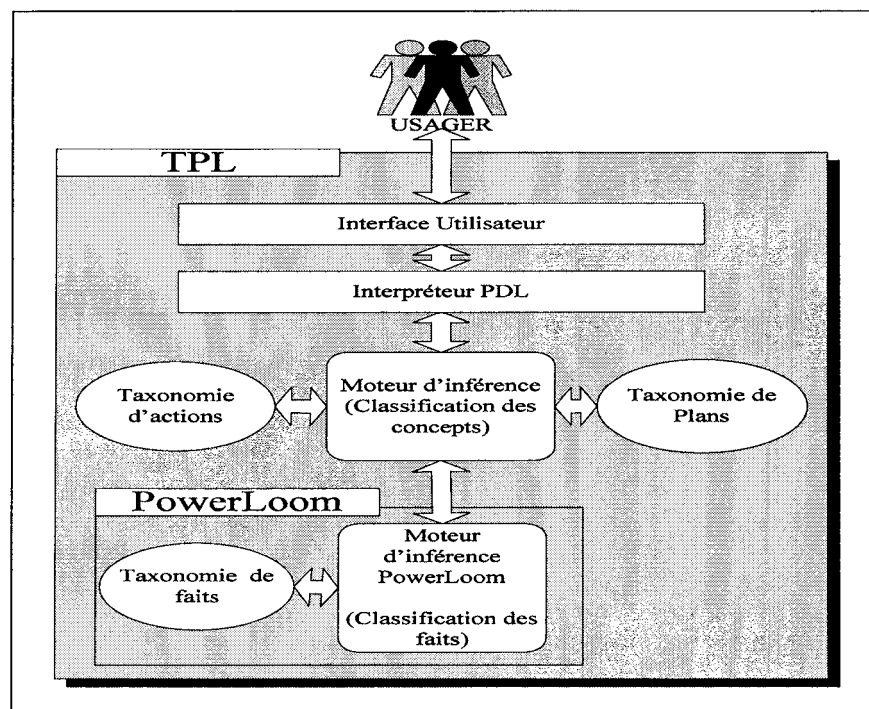 USAGER
TPL
Interface Utilisateur
Interpréteur PDL
Taxonomie
d'actions
Moteur d'inférence
(Classification des
concepts)
Taxonomie de
Plans
PowerLoom
Taxonomie de
faits
Moteur
d'inférence
PowerLoom
(Classification des
faits)